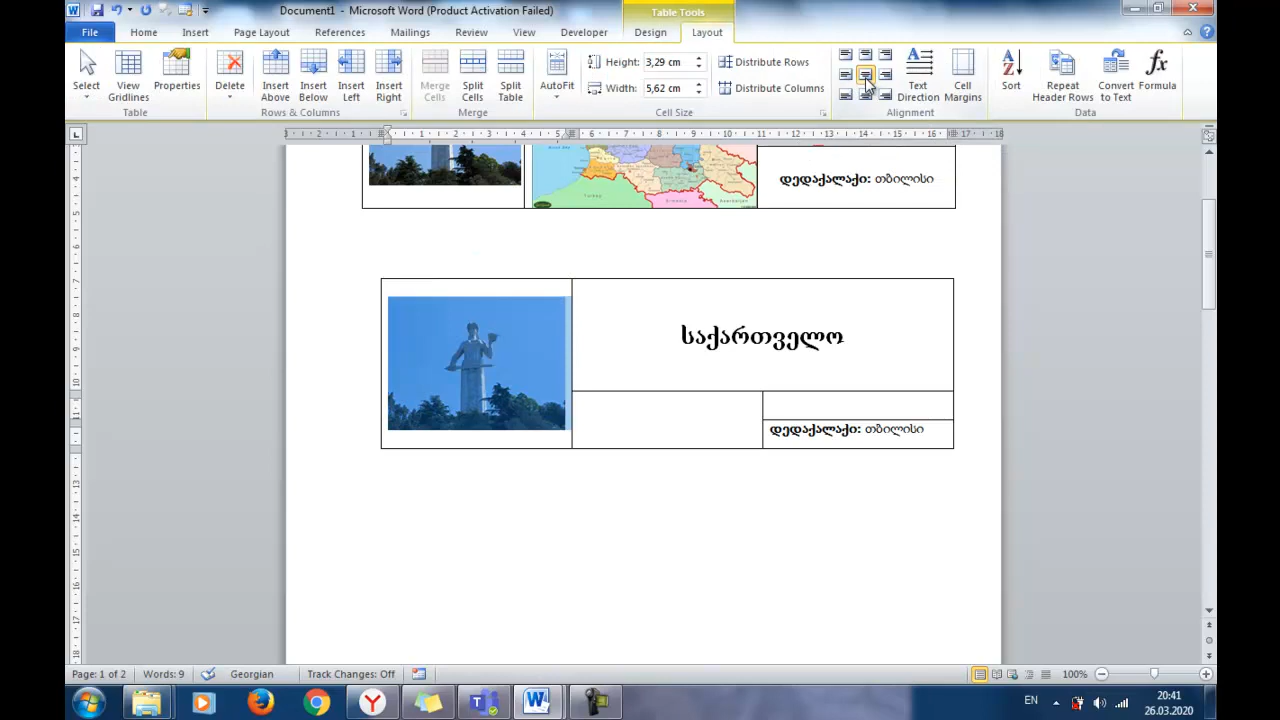 Document1 - Microsoft Word (Product Activation Failed)
Table Tools
File Home Insert Page Layout References Mailings Review View Developer Design Layout
Select
View Gridlines
Properties
Table
Delete
Insert Above
Insert Below
Insert Left
Insert Right
Rows & Columns
Merge Cells
Split Cells
Split Table
Merge
AutoFit
Height: 3,29 cm
Width: 5,62 cm
Distribute Rows
Distribute Columns
Cell Size
Text Direction
Cell Margins
Alignment
Sort
Repeat Header Rows
Convert to Text
Formula
Data
დედაქალაქი: თბილისი
საქართველო
დედაქალაქი: თბილისი
Page: 1 of 2 Words: 9 Georgian Track Changes: Off 100%
EN
20:41
26.03.2020